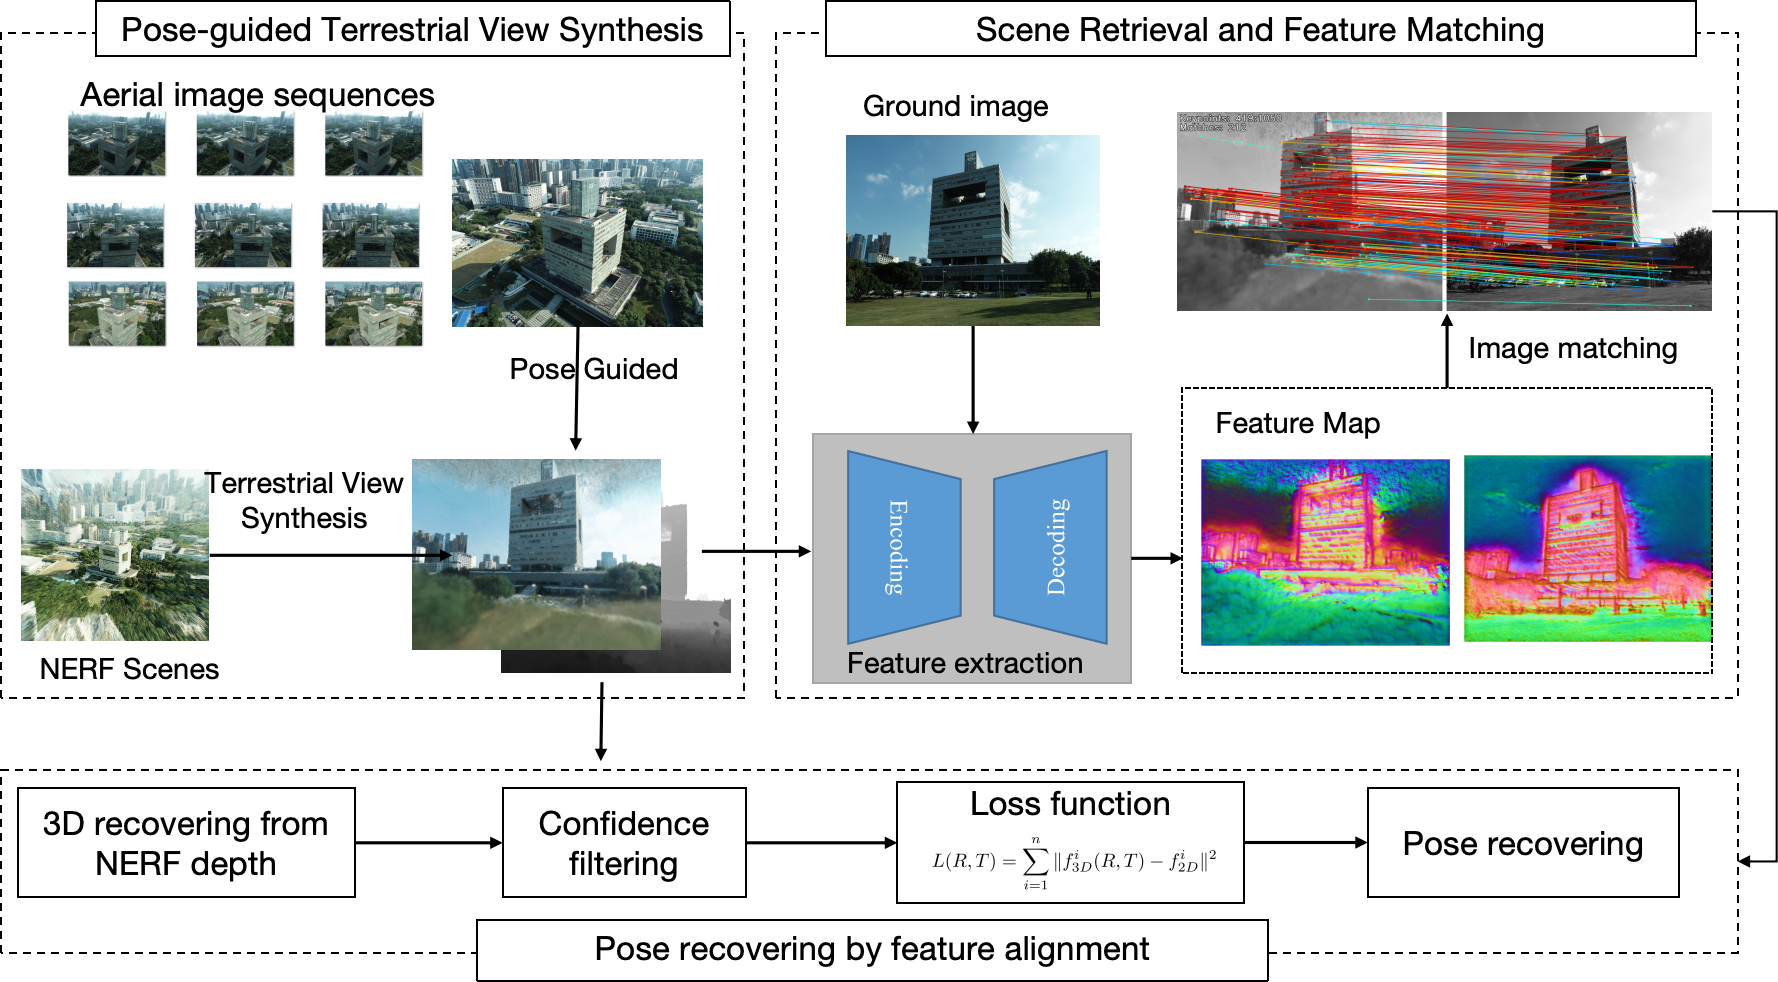 Pose-guided Terrestrial View Synthesis
Aerial image sequences
Pose Guided
Terrestrial View
Synthesis
NERF Scenes
Scene Retrieval and Feature Matching
Ground image
Keypoints: 419:1050
Matches: 212
Image matching
Feature Map
Encoding
Decoding
Feature extraction
3D recovering from
NERF depth
Confidence
filtering
Loss function
L(R, T) = \sum_{i=1}^{n} \| f_{3D}^{i}(R, T) − f_{2D}^{i} \|^2
Pose recovering
Pose recovering by feature alignment